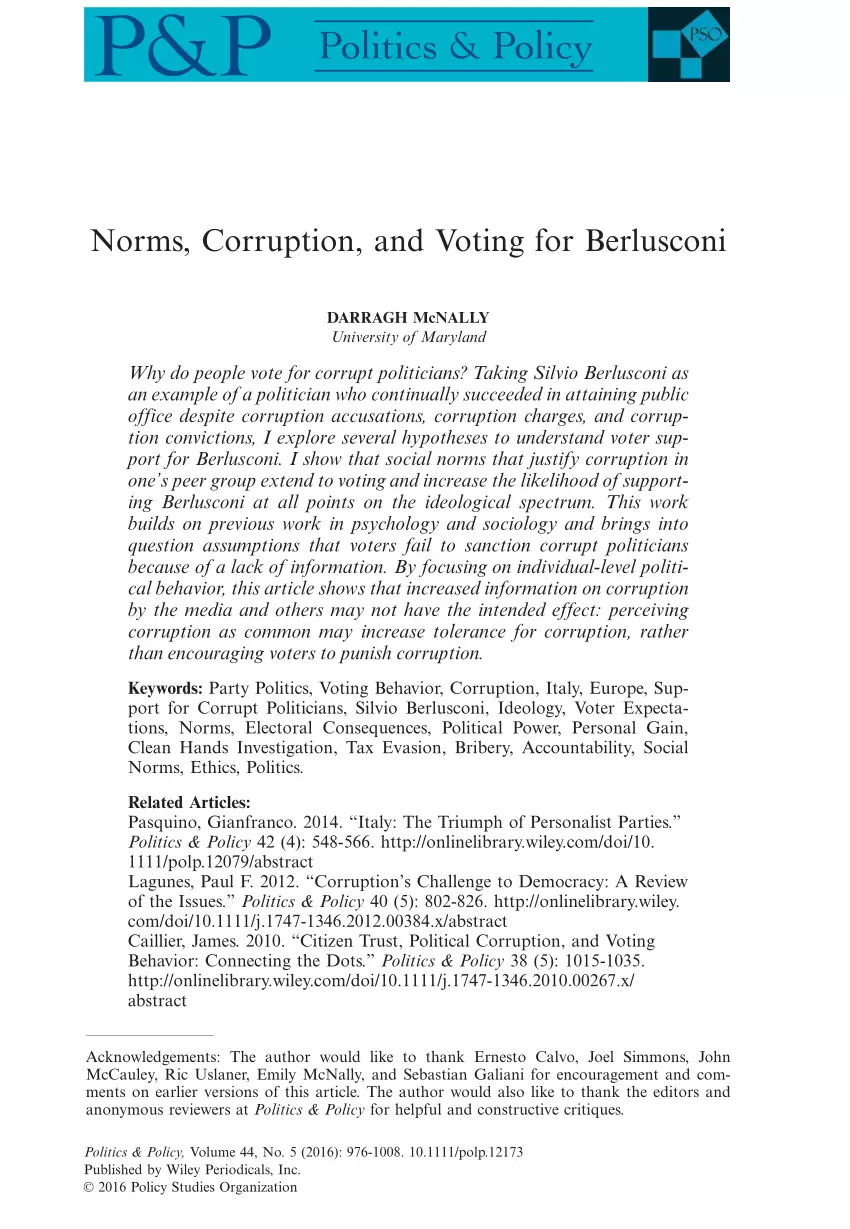 P&P
Politics & Policy
PSO
Norms, Corruption, and Voting for Berlusconi
DARRAGH McNALLY
University of Maryland
Why do people vote for corrupt politicians? Taking Silvio Berlusconi as
an example of a politician who continually succeeded in attaining public
office despite corruption accusations, corruption charges, and corrup-
tion convictions, I explore several hypotheses to understand voter sup-
port for Berlusconi. I show that social norms that justify corruption in
one's peer group extend to voting and increase the likelihood of support-
ing Berlusconi at all points on the ideological spectrum. This work
builds on previous work in psychology and sociology and brings into
question assumptions that voters fail to sanction corrupt politicians
because of a lack of information. By focusing on individual-level politi-
cal behavior, this article shows that increased information on corruption
by the media and others may not have the intended effect: perceiving
corruption as common may increase tolerance for corruption, rather
than encouraging voters to punish corruption.
Keywords: Party Politics, Voting Behavior, Corruption, Italy, Europe, Sup-
port for Corrupt Politicians, Silvio Berlusconi, Ideology, Voter Expecta-
tions, Norms, Electoral Consequences, Political Power, Personal Gain,
Clean Hands Investigation, Tax Evasion, Bribery, Accountability, Social
Norms, Ethics, Politics.
Related Articles:
Pasquino, Gianfranco. 2014. “Italy: The Triumph of Personalist Parties.”
Politics & Policy 42 (4): 548-566. http://onlinelibrary.wiley.com/doi/10.
1111/polp.12079/abstract
Lagunes, Paul F. 2012. “Corruption's Challenge to Democracy: A Review
of the Issues.” Politics & Policy 40 (5): 802-826. http://onlinelibrary.wiley.
com/doi/10.1111/j.1747-1346.2012.00384.x/abstract
Caillier, James. 2010. “Citizen Trust, Political Corruption, and Voting
Behavior: Connecting the Dots.” Politics & Policy 38 (5): 1015-1035.
http://onlinelibrary.wiley.com/doi/10.1111/j.1747-1346.2010.00267.x/
abstract
Acknowledgements: The author would like to thank Ernesto Calvo, Joel Simmons, John
McCauley, Ric Uslaner, Emily McNally, and Sebastian Galiani for encouragement and com-
ments on earlier versions of this article. The author would also like to thank the editors and
anonymous reviewers at Politics & Policy for helpful and constructive critiques.
Politics & Policy, Volume 44, No. 5 (2016): 976-1008. 10.1111/polp.12173
Published by Wiley Periodicals, Inc.
© 2016 Policy Studies Organization